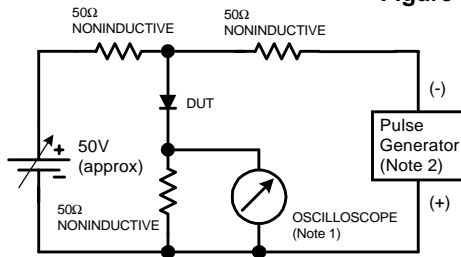 Figure
50Ω
NONINDUCTIVE
50Ω
NONINDUCTIVE
DUT
(-)
Pulse
Generator
(Note 2)
(+)
+
50V
(approx)
-
50Ω
NONINDUCTIVE
OSCILLOSCOPE
(Note 1)